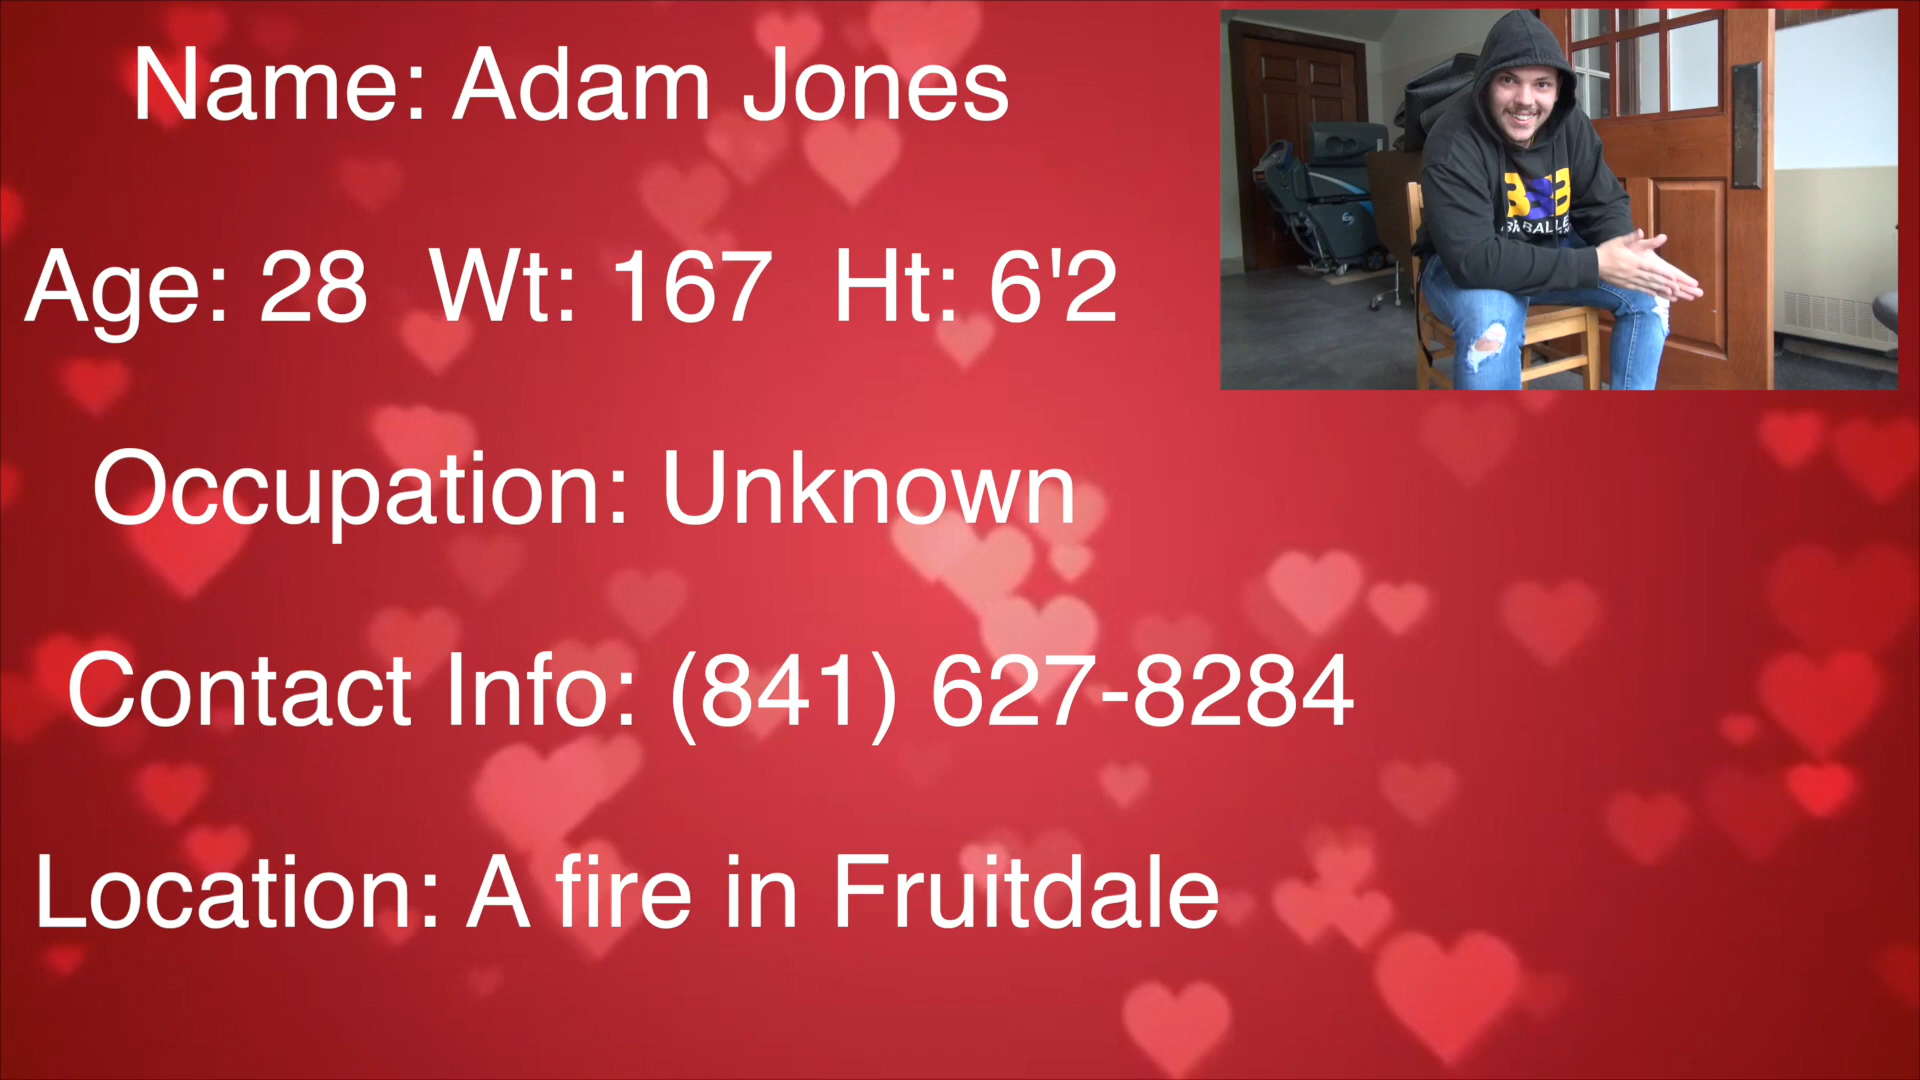 Name: Adam Jones
Age: 28 Wt: 167 Ht: 6'2
Occupation: Unknown
Contact Info: (841) 627-8284
Location: A fire in Fruitdale
BBB